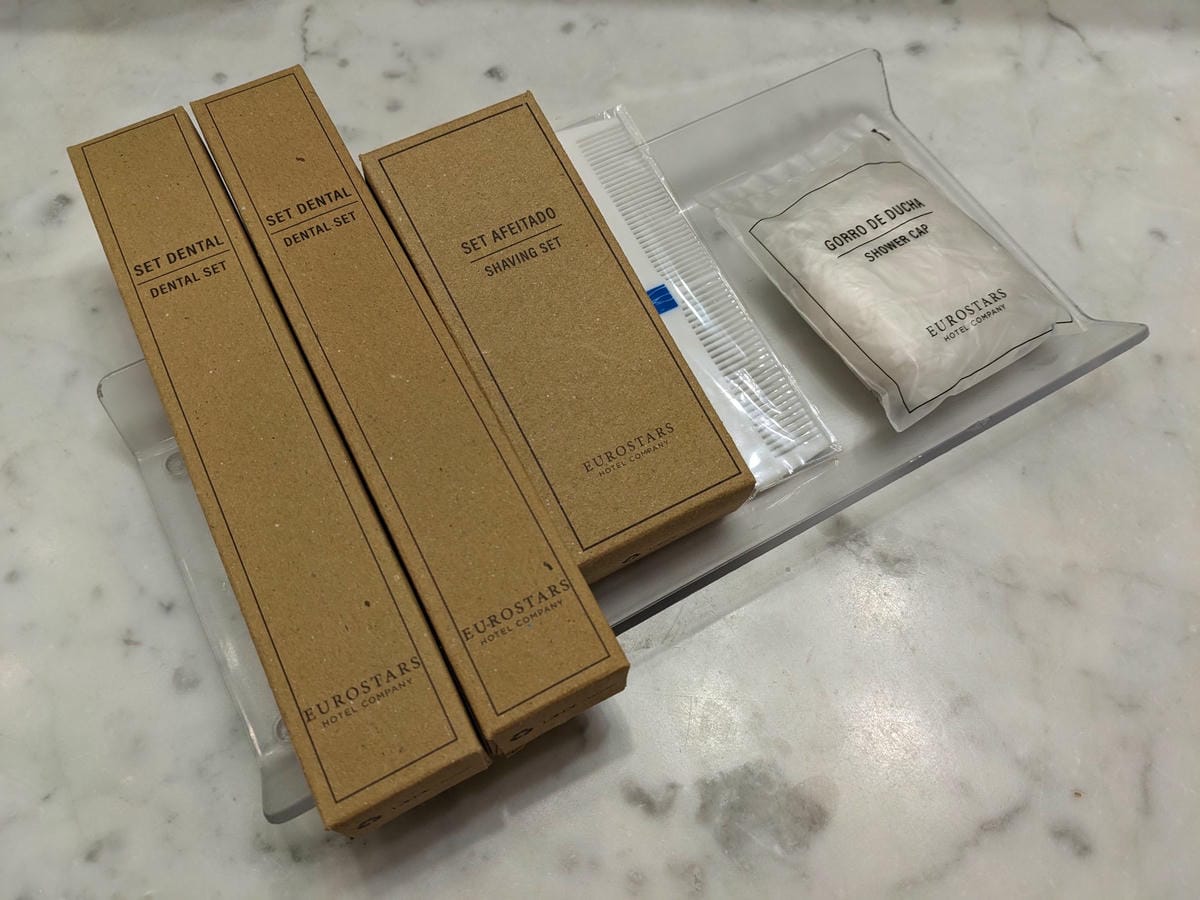 SET DENTAL
DENTAL SET
EUROSTARS
HOTEL COMPANY
SET DENTAL
DENTAL SET
EUROSTARS
HOTEL COMPANY
SET AFEITADO
SHAVING SET
EUROSTARS
HOTEL COMPANY
GORRO DE DUCHA
SHOWER CAP
EUROSTARS
HOTEL COMPANY